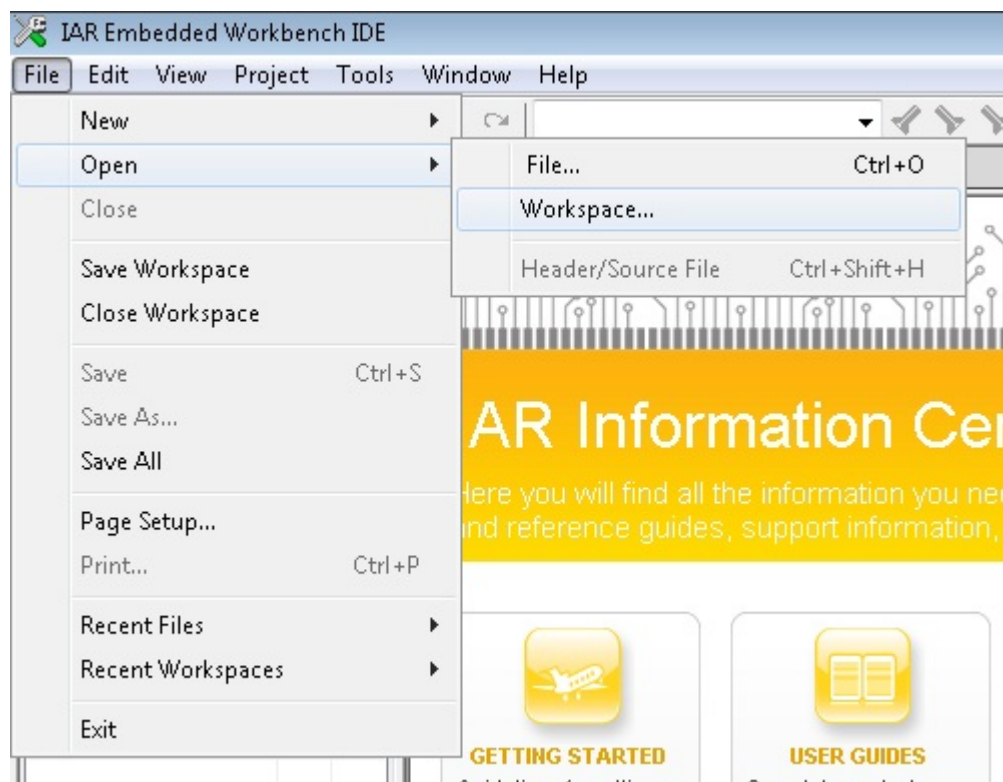 IAR Embedded Workbench IDE
File Edit View Project Tools Window Help
New
Open
Close
Save Workspace
Close Workspace
Save Ctrl+S
Save As...
Save All
Page Setup...
Print... Ctrl+P
Recent Files
Recent Workspaces
Exit
File... Ctrl+O
Workspace...
Header/Source File Ctrl+Shift+H
AR Information Ce
Here you will find all the information you
and reference guides, support information,
GETTING STARTED
USER GUIDES